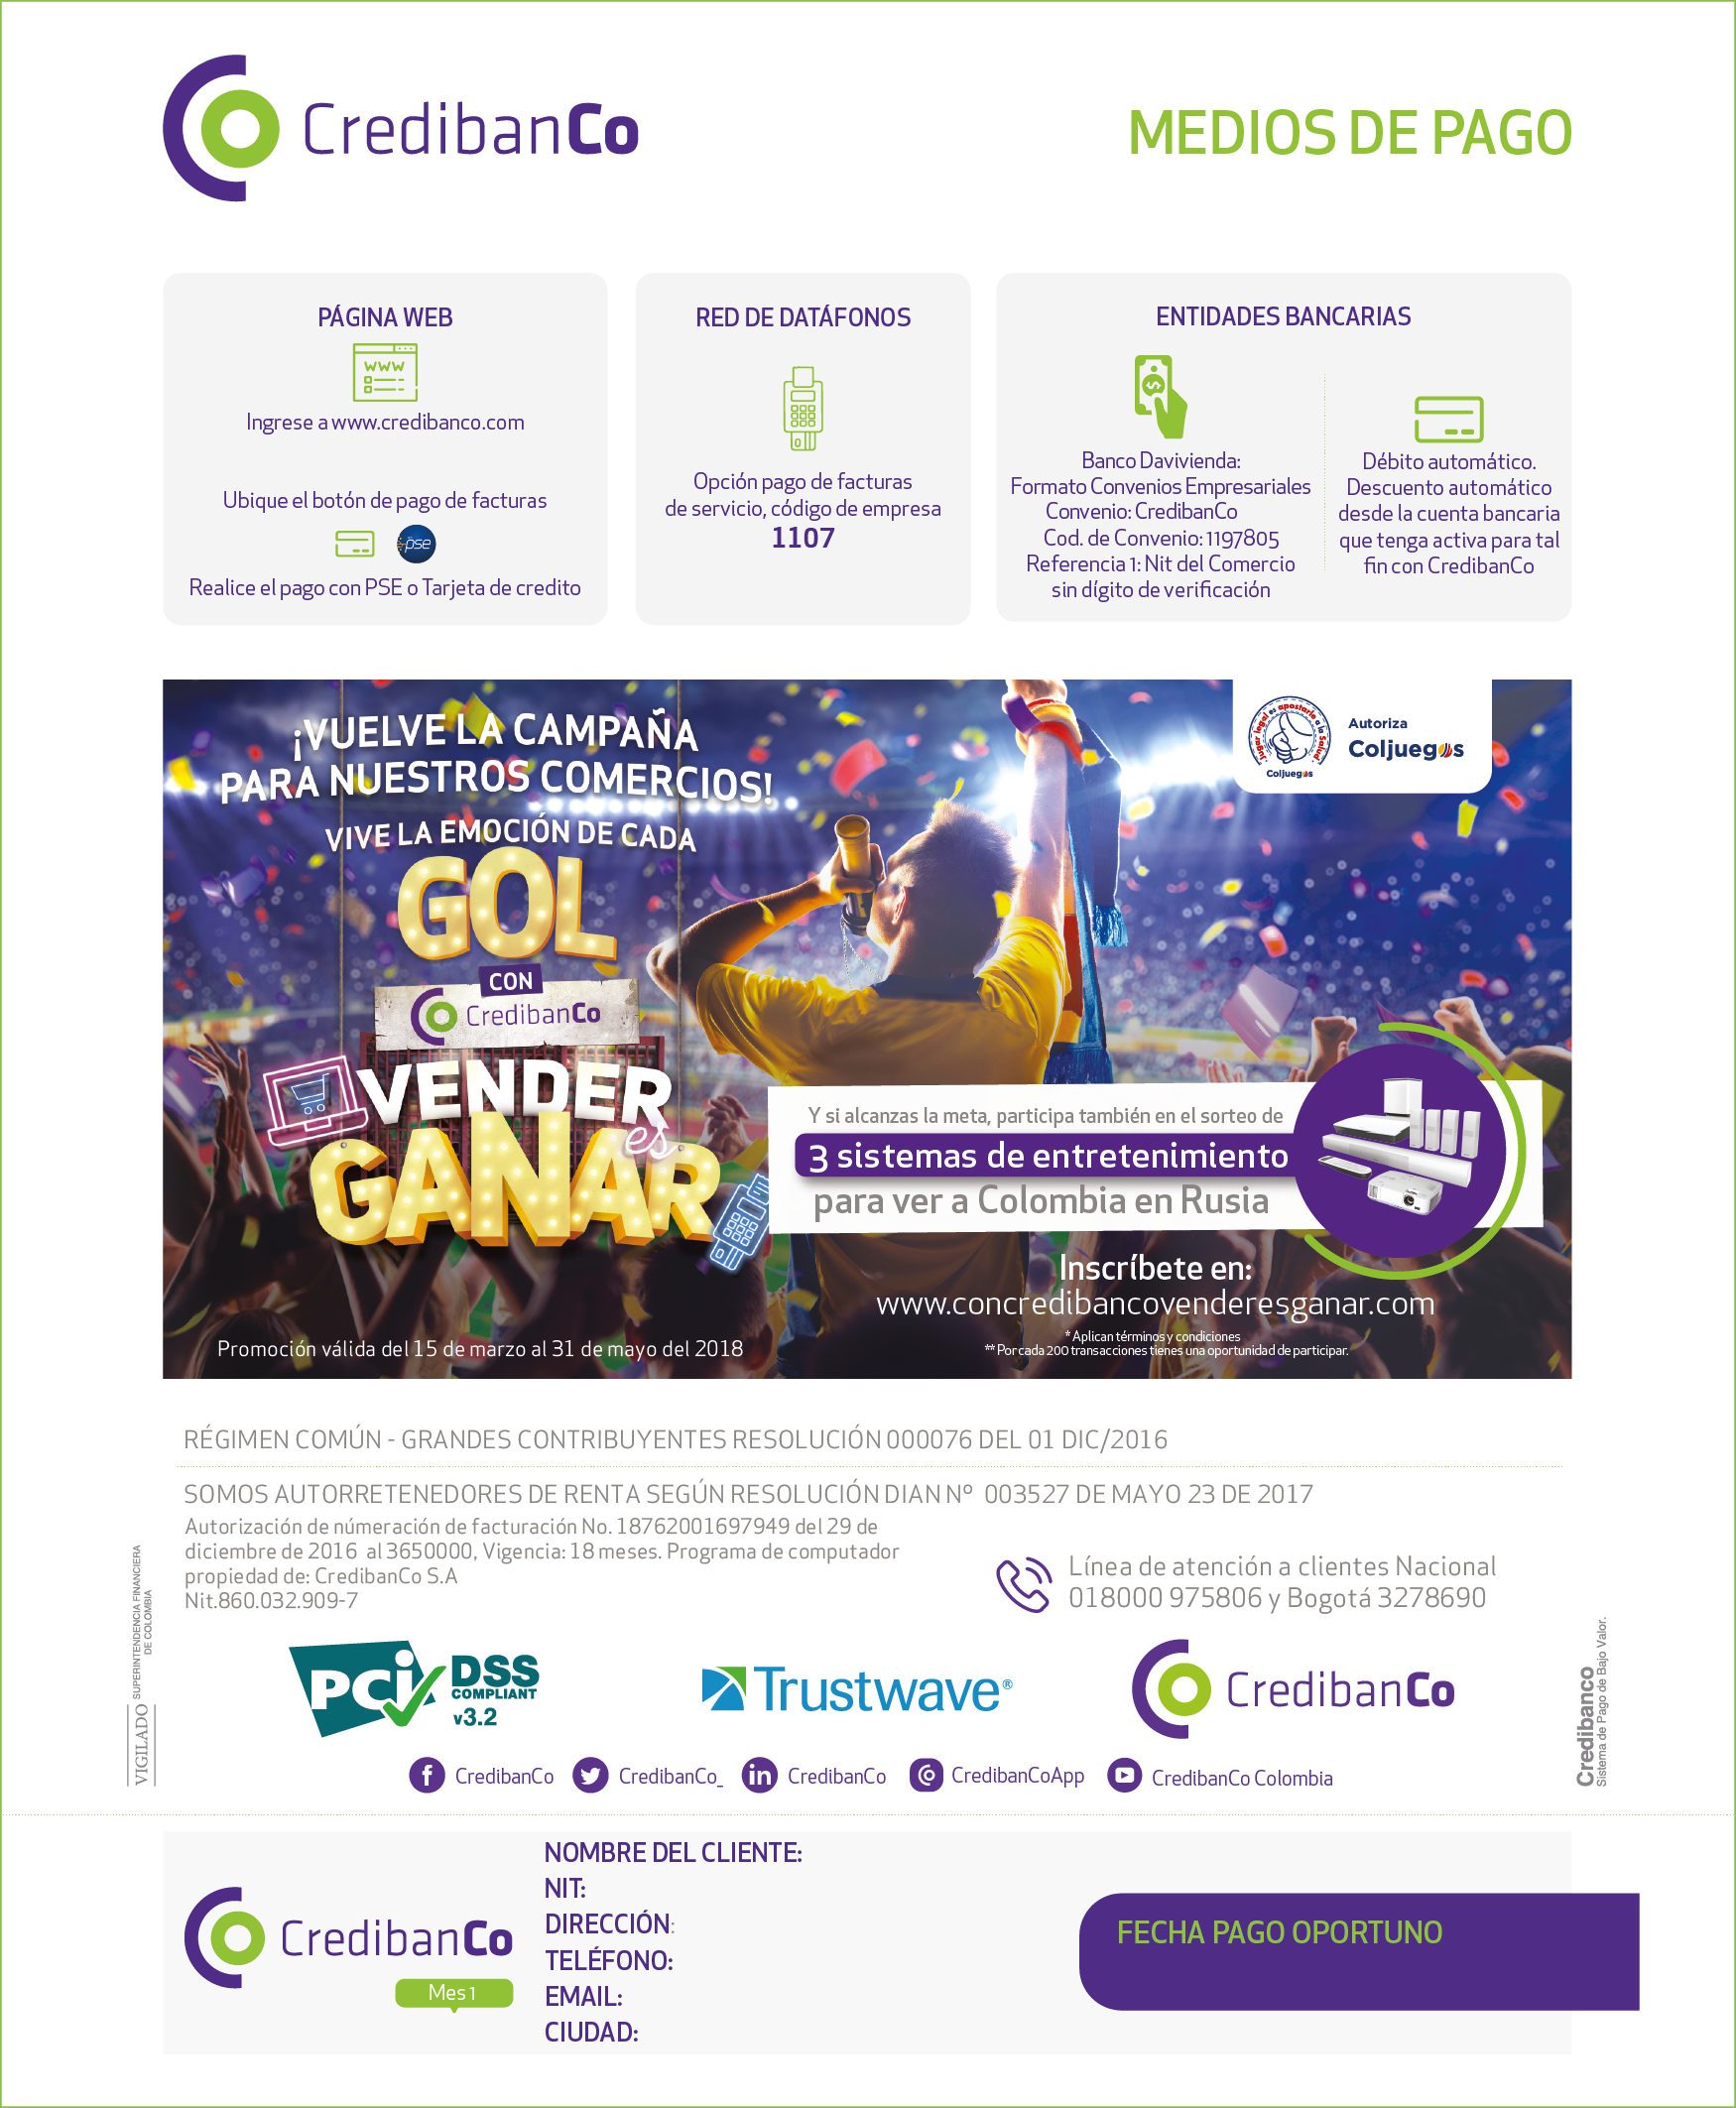 CredibanCo
MEDIOS DE PAGO
PÁGINA WEB
WWW
Ingrese a www.credibanco.com
Ubique el botón de pago de facturas
pse
Realice el pago con PSE o Tarjeta de credito
RED DE DATÁFONOS
Opción pago de facturas
de servicio, código de empresa
1107
ENTIDADES BANCARIAS
Banco Davivienda:
Formato Convenios Empresariales
Convenio: CredibanCo
Cod. de Convenio: 1197805
Referencia 1: Nit del Comercio
sin dígito de verificación
Débito automático.
Descuento automático
desde la cuenta bancaria
que tenga activa para tal
fin con CredibanCo
¡VUELVE LA CAMPAÑA
PARA NUESTROS COMERCIOS!
VIVE LA EMOCIÓN DE CADA
GOL
CON
CredibanCo
VENDER
es
GANAR
Jugar legal es apostarle a la Salud
Coljuegos
Autoriza
Coljuegos
Y si alcanzas la meta, participa también en el sorteo de
3 sistemas de entretenimiento
para ver a Colombia en Rusia
Inscríbete en:
www.concredibancovenderesganar.com
* Aplican términos y condiciones
** Por cada 200 transacciones tienes una oportunidad de participar.
Promoción válida del 15 de marzo al 31 de mayo del 2018
RÉGIMEN COMÚN - GRANDES CONTRIBUYENTES RESOLUCIÓN 000076 DEL 01 DIC/2016
SOMOS AUTORRETENEDORES DE RENTA SEGÚN RESOLUCIÓN DIAN Nº 003527 DE MAYO 23 DE 2017
Autorización de númeración de facturación No. 18762001697949 del 29 de
diciembre de 2016 al 3650000, Vigencia: 18 meses. Programa de computador
propiedad de: CredibanCo S.A
Nit.860.032.909-7
Línea de atención a clientes Nacional
018000 975806 y Bogotá 3278690
VIGILADO SUPERINTENDENCIA FINANCIERA
DE COLOMBIA
PCi DSS
COMPLIANT
v3.2
Trustwave®
CredibanCo
Credibanco
Sistema de Pago de Bajo Valor.
CredibanCo
CredibanCo_
CredibanCo
CredibanCoApp
CredibanCo Colombia
CredibanCo
Mes 1
NOMBRE DEL CLIENTE:
NIT:
DIRECCIÓN:
TELÉFONO:
EMAIL:
CIUDAD:
FECHA PAGO OPORTUNO